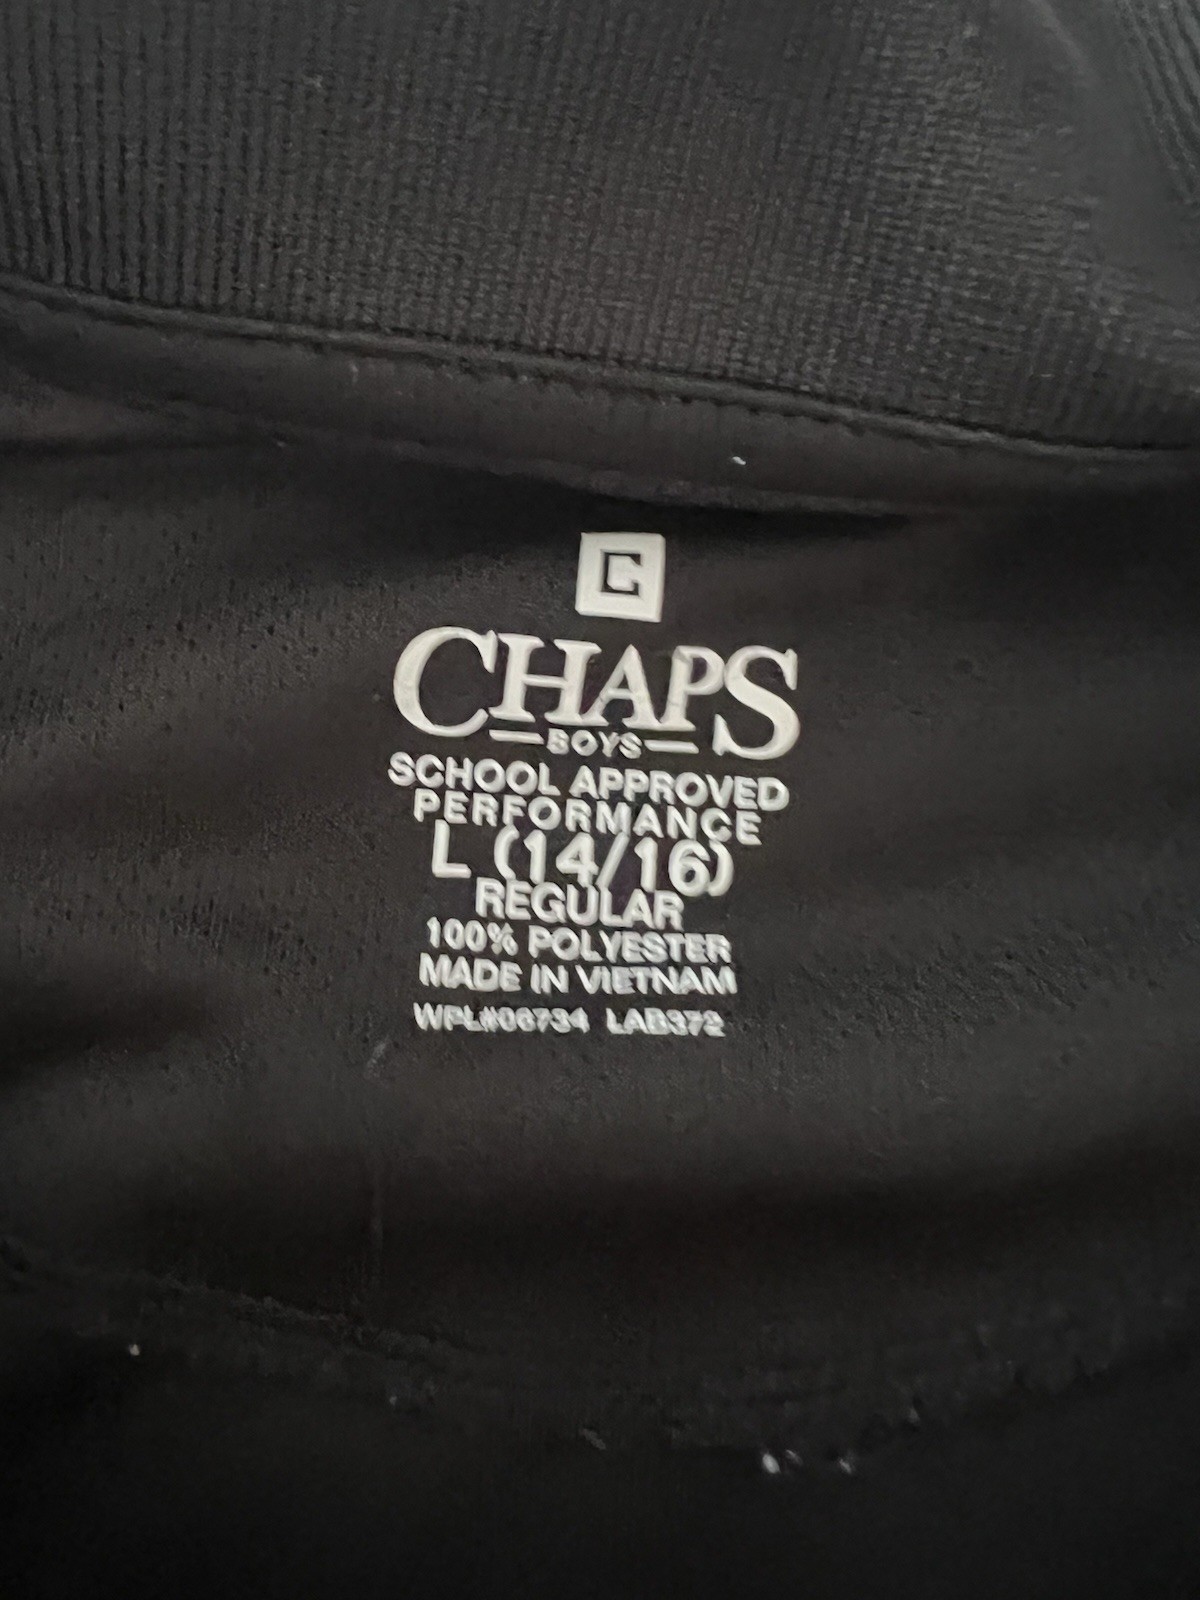 C
CHAPS
BOYS
SCHOOL APPROVED
PERFORMANCE
L (14/16)
REGULAR
100% POLYESTER
MADE IN VIETNAM
WPL#06734 LAB372